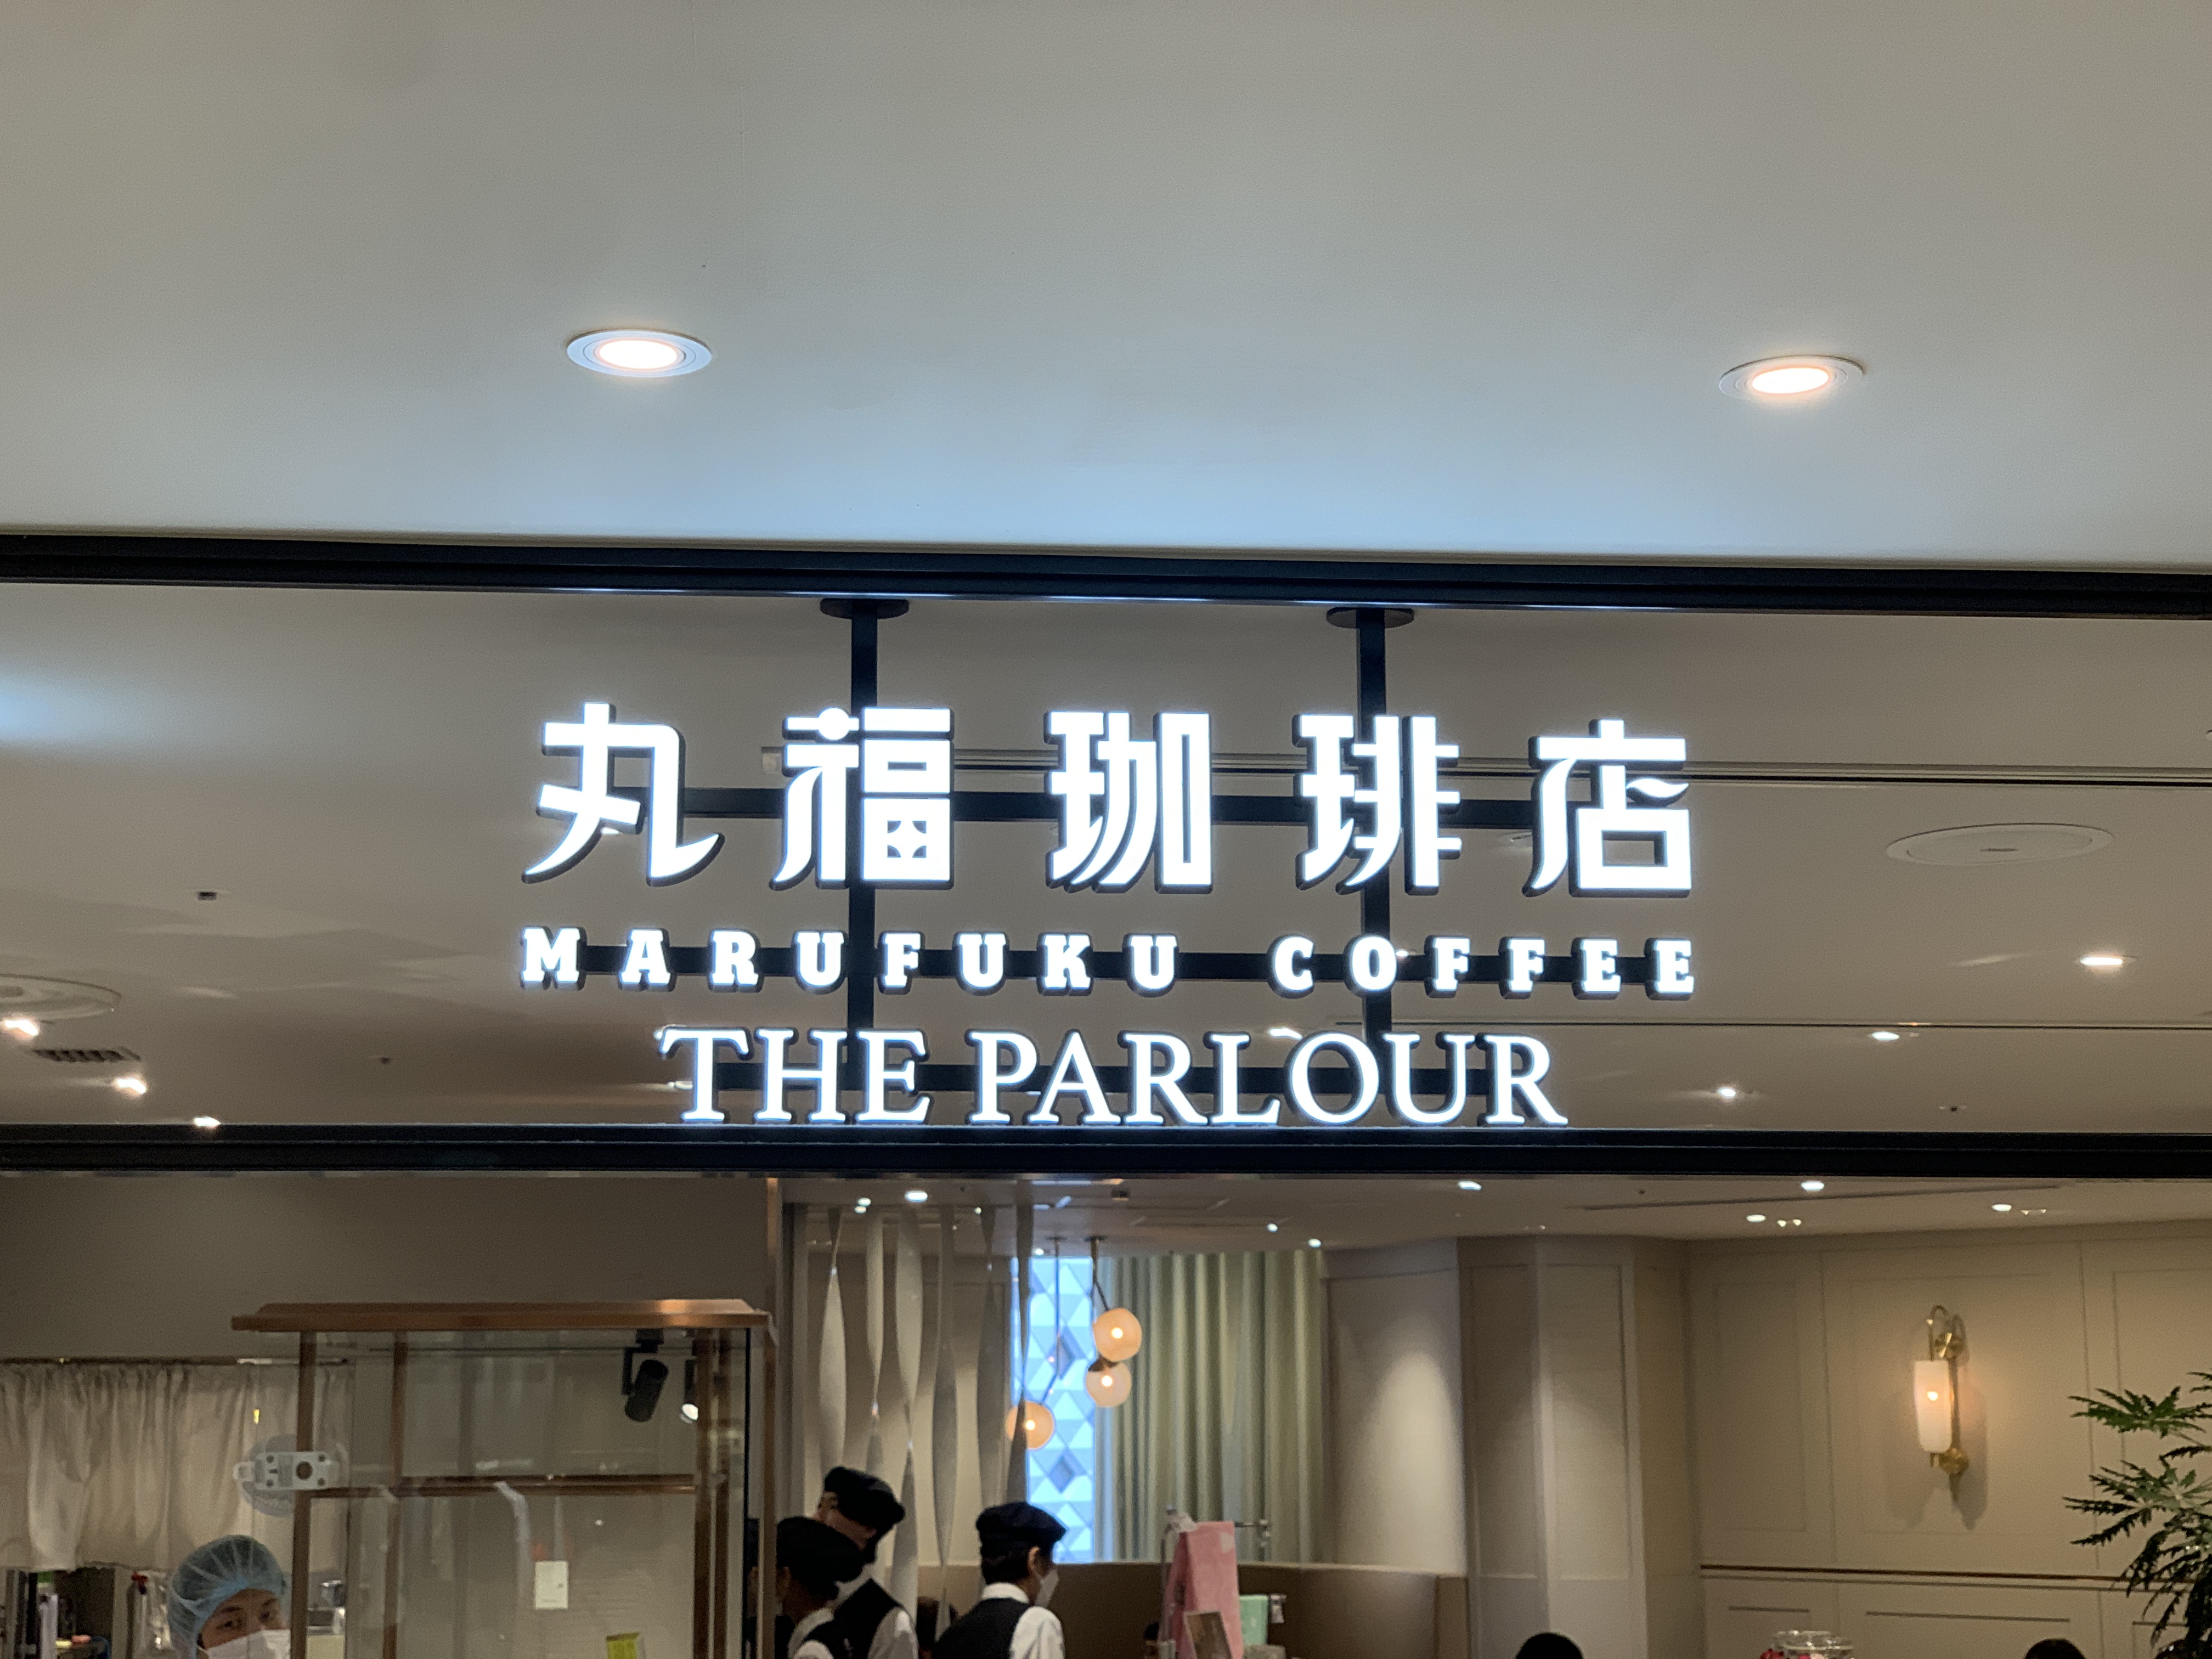 丸福珈琲店
MARUFUKU COFFEE
THE PARLOUR